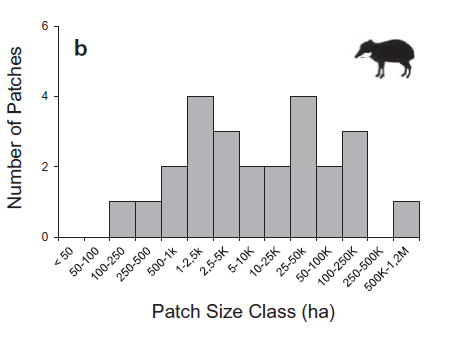 b
Number of Patches
6
4
2
0
< 50
50-100
100-250
250-500
500-1k
1-2,5k
2,5-5K
5-10K
10-25K
25-50k
50-100K
100-250K
250-500K
500K-1,2M
Patch Size Class (ha)